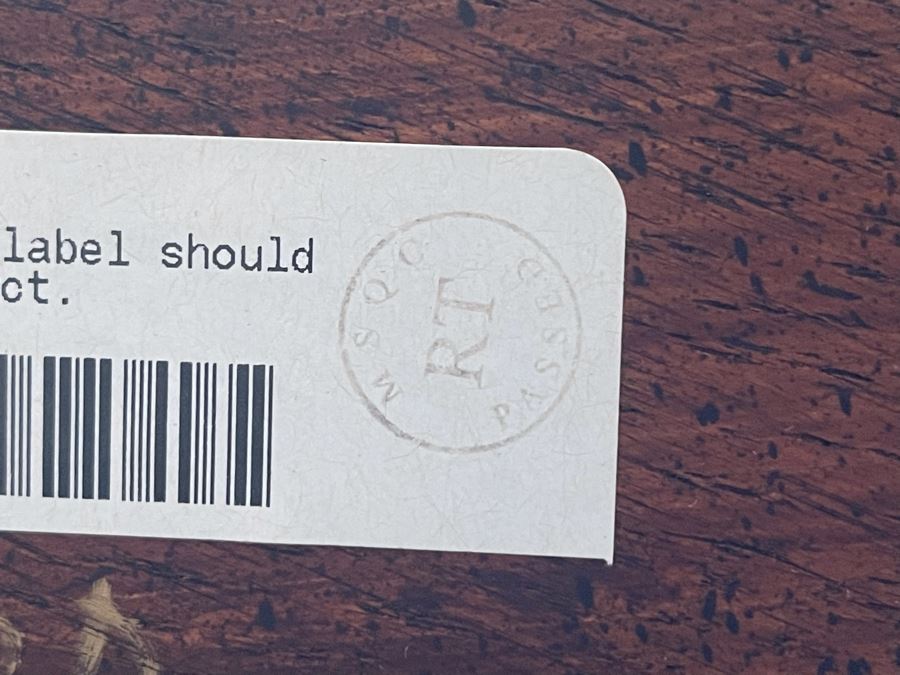 label should
ct.
MSQC
RT
PASSED